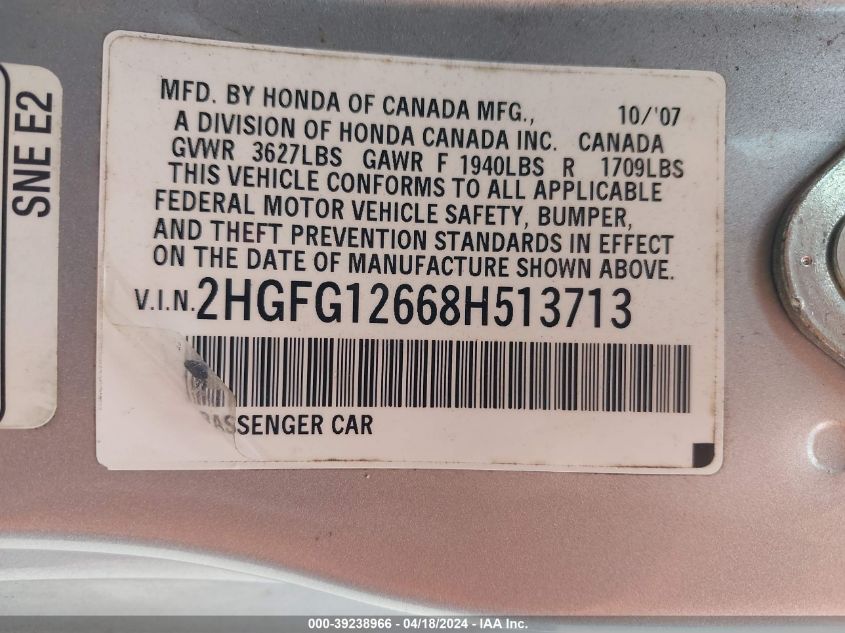 SNE E2
MFD. BY HONDA OF CANADA MFG., 10/'07
A DIVISION OF HONDA CANADA INC. CANADA
GVWR 3627LBS GAWR F 1940LBS R 1709LBS
THIS VEHICLE CONFORMS TO ALL APPLICABLE
FEDERAL MOTOR VEHICLE SAFETY, BUMPER,
AND THEFT PREVENTION STANDARDS IN EFFECT
ON THE DATE OF MANUFACTURE SHOWN ABOVE.
V.I.N. 2HGFG12668H513713
PASSENGER CAR
000-39238966 - 04/18/2024 - IAA Inc.